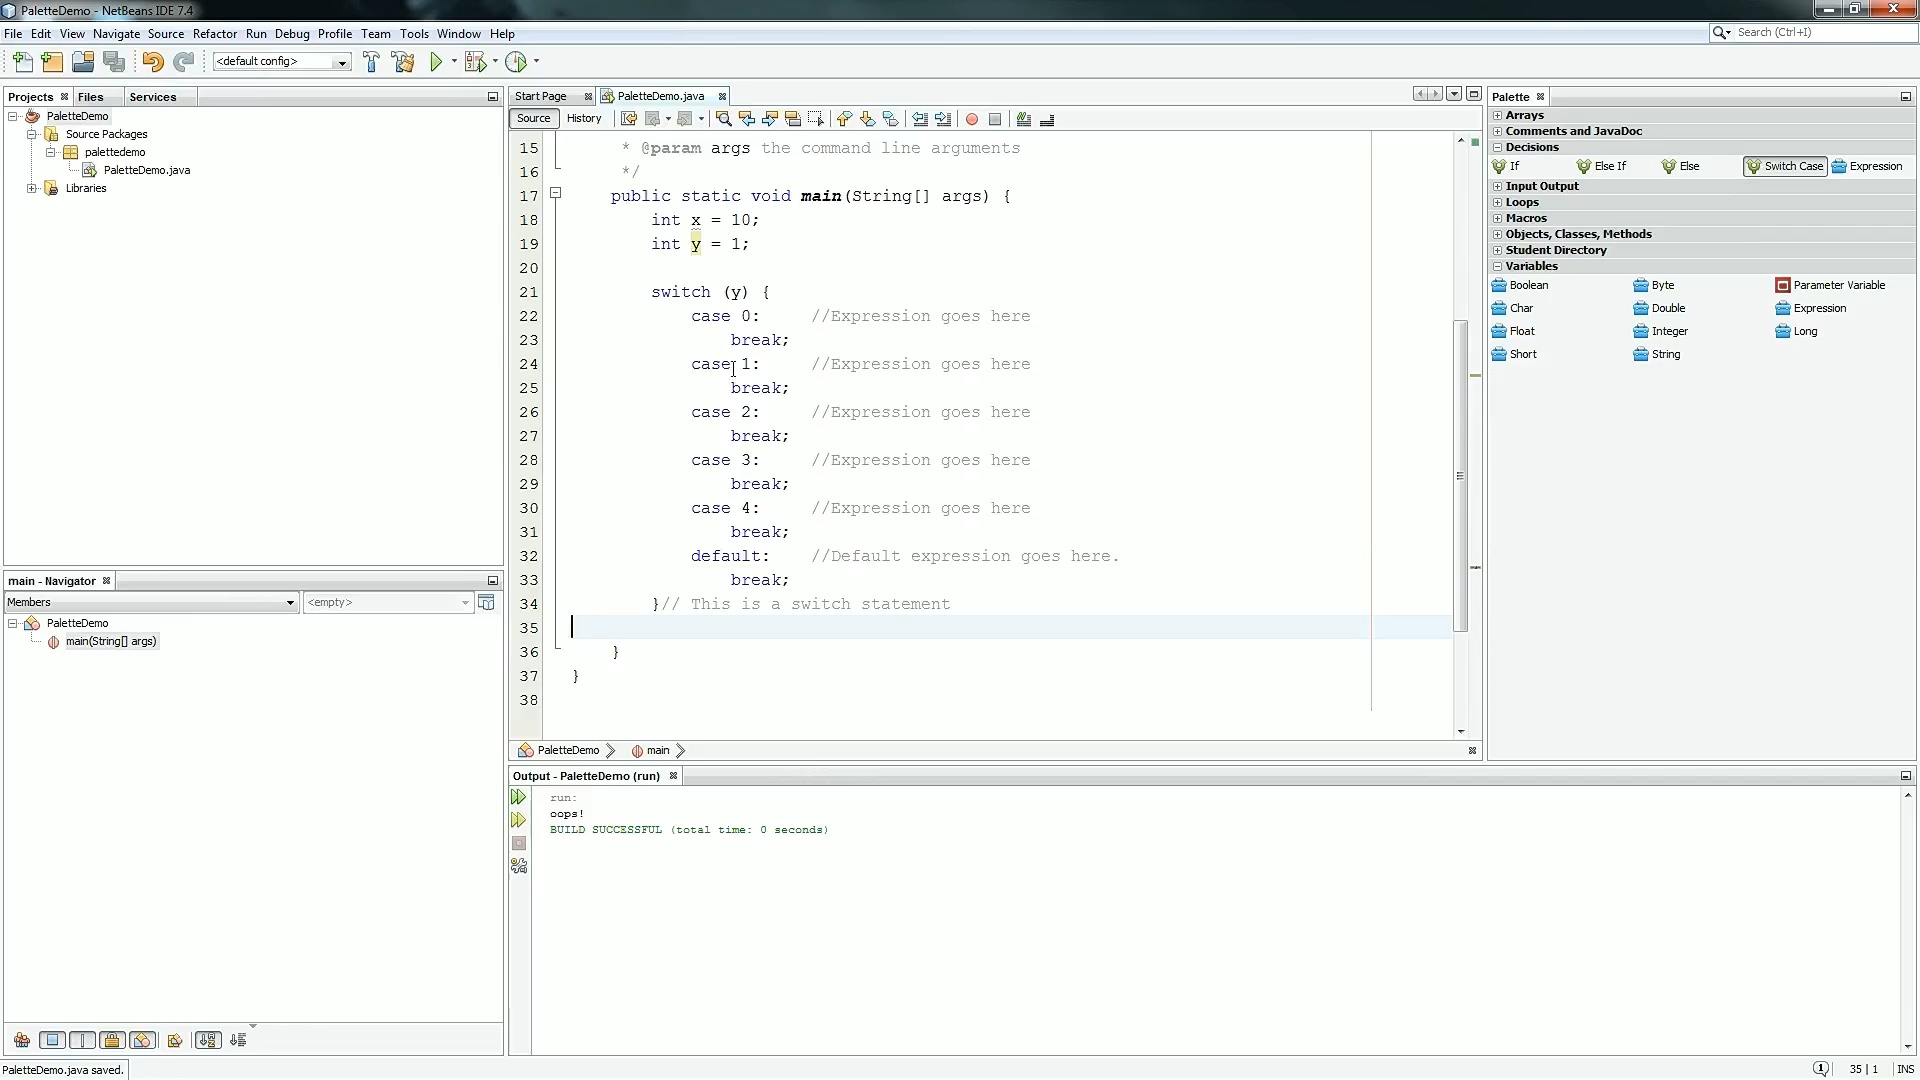 PaletteDemo - NetBeans IDE 7.4
File Edit View Navigate Source Refactor Run Debug Profile Team Tools Window Help
Search (Ctrl+I)
<default config>
Projects Files Services
PaletteDemo
Source Packages
palettedemo
PaletteDemo.java
Libraries
main - Navigator
Members <empty>
PaletteDemo
main(String[] args)
Start Page PaletteDemo.java
Source History
15 * @param args the command line arguments
16 */
17 public static void main(String[] args) {
18 int x = 10;
19 int y = 1;
20
21 switch (y) {
22 case 0: //Expression goes here
23 break;
24 case 1: //Expression goes here
25 break;
26 case 2: //Expression goes here
27 break;
28 case 3: //Expression goes here
29 break;
30 case 4: //Expression goes here
31 break;
32 default: //Default expression goes here.
33 break;
34 }// This is a switch statement
35
36 }
37 }
38
PaletteDemo main
Palette
Arrays
Comments and JavaDoc
Decisions
If Else If Else Switch Case Expression
Input Output
Loops
Macros
Objects, Classes, Methods
Student Directory
Variables
Boolean Byte Parameter Variable
Char Double Expression
Float Integer Long
Short String
Output - PaletteDemo (run)
run:
oops!
BUILD SUCCESSFUL (total time: 0 seconds)
PaletteDemo.java saved.
35 | 1 INS